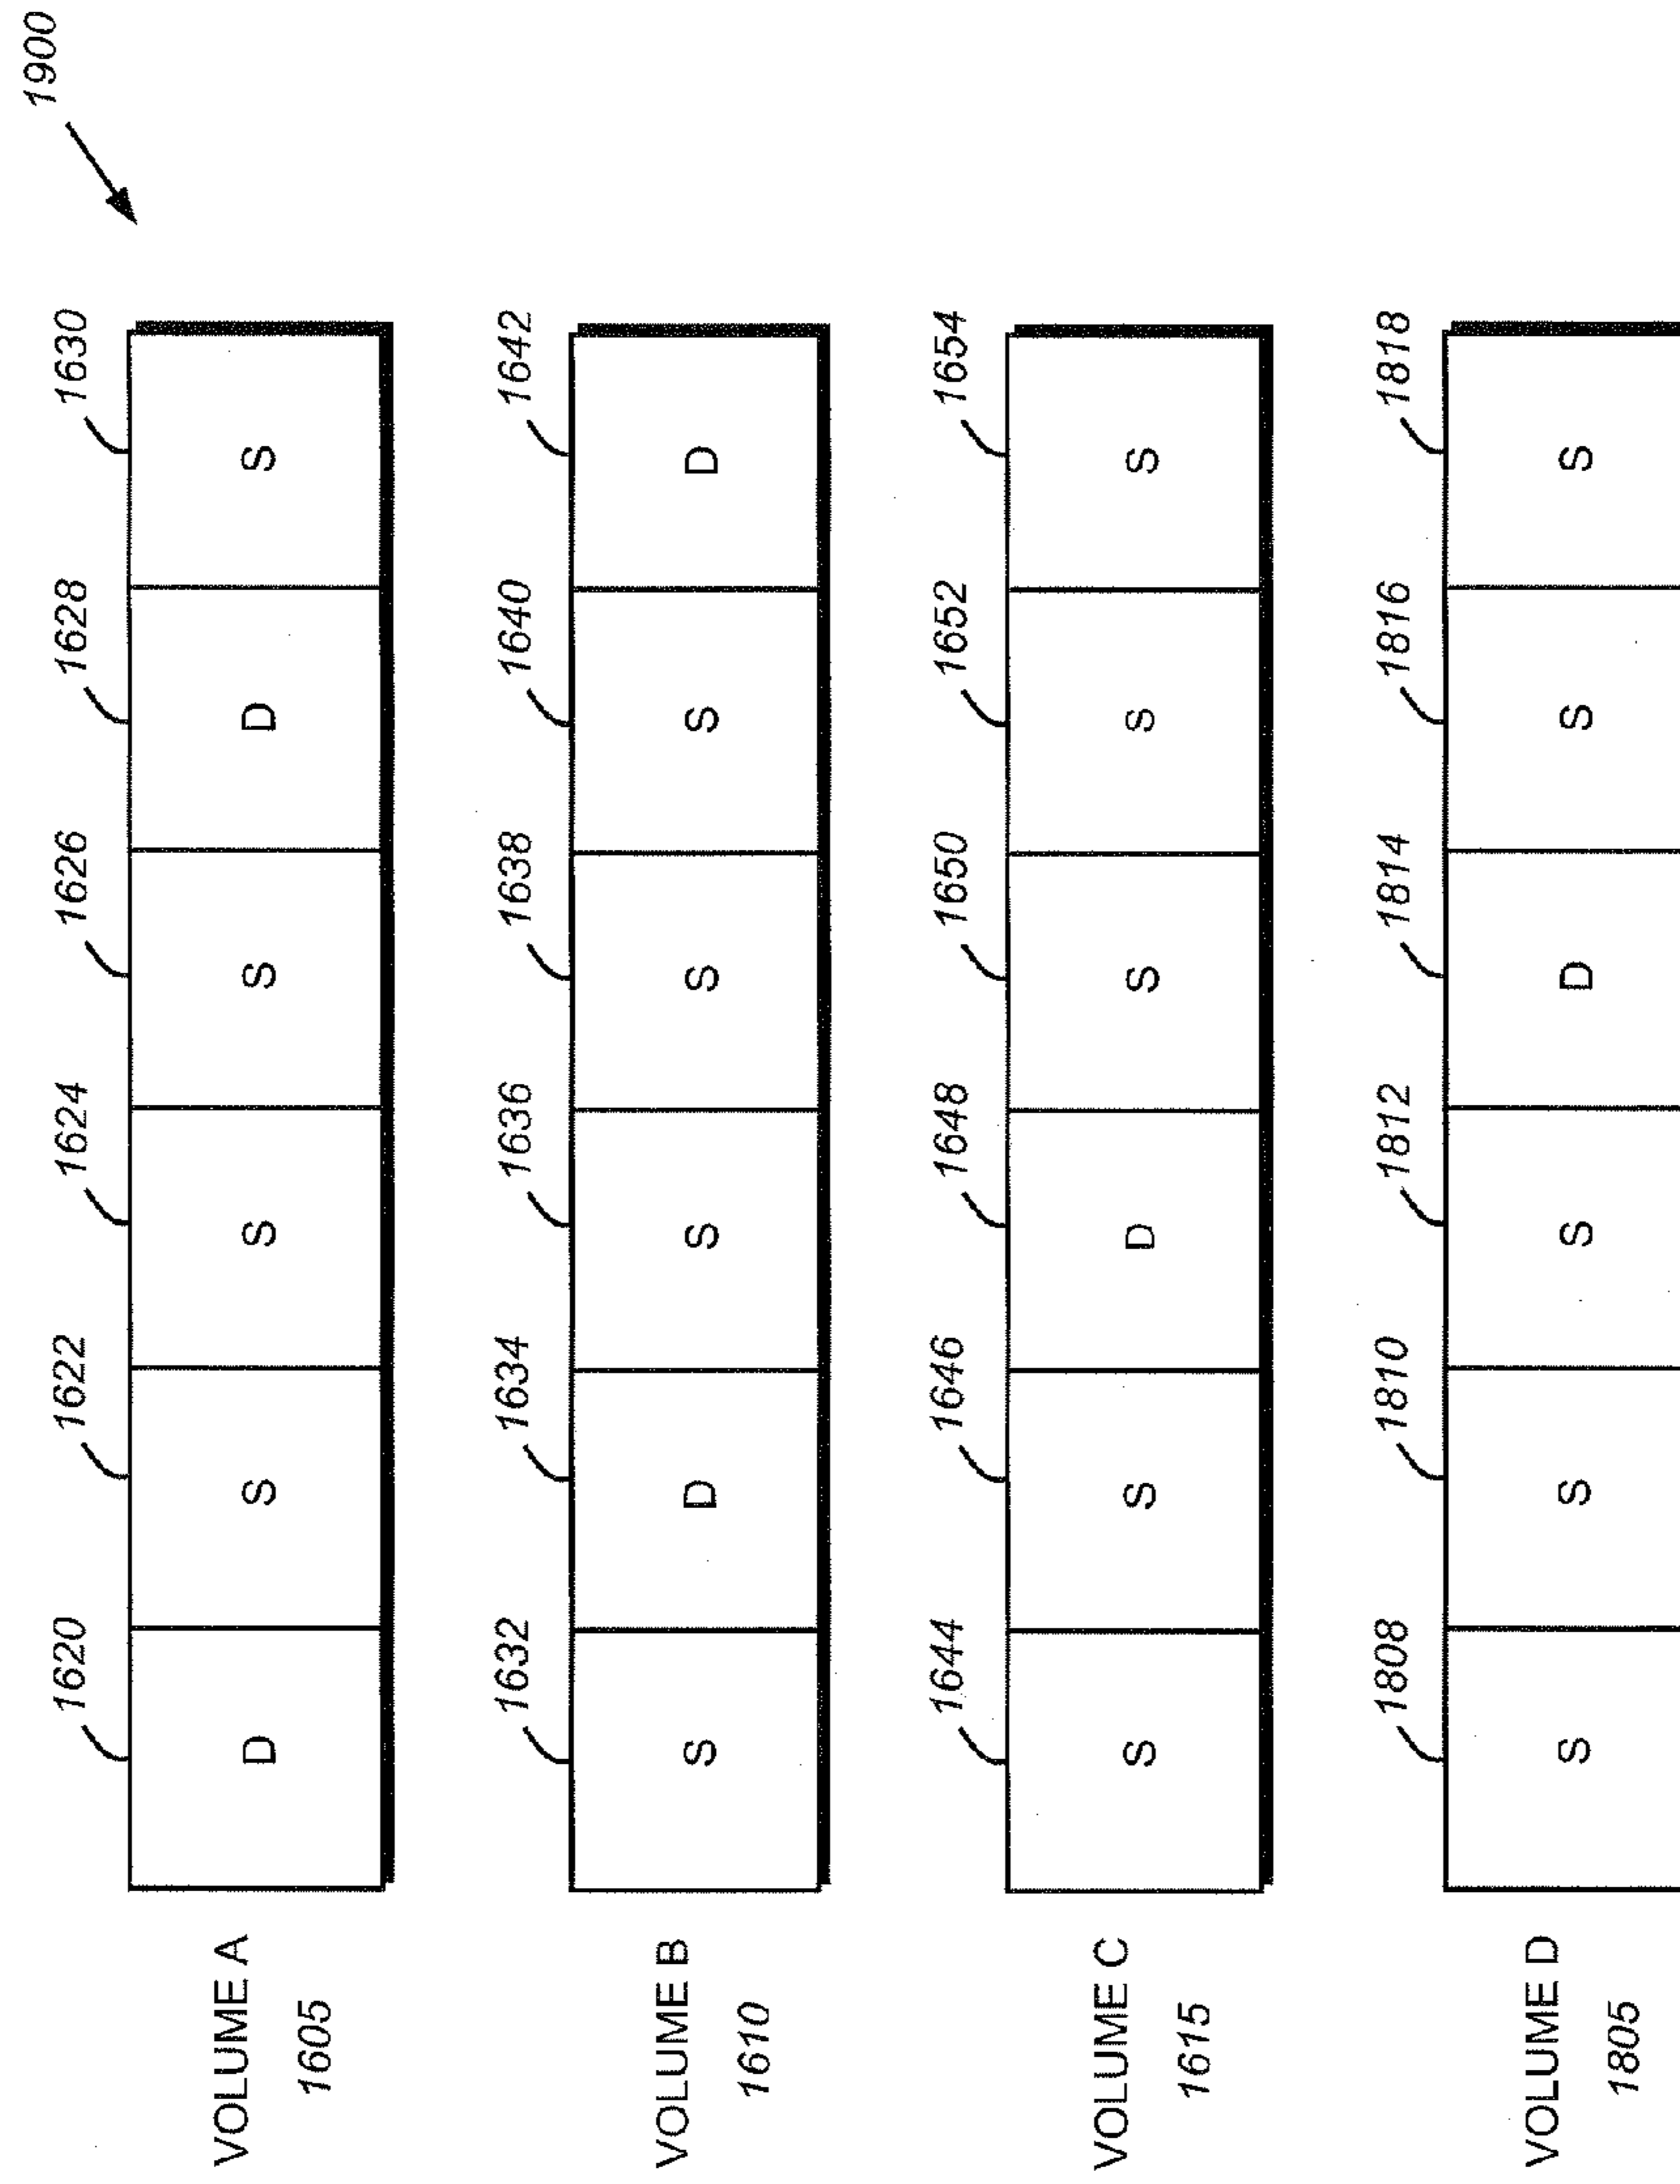 1900
1620 1622 1624 1626 1628 1630
VOLUME A D S S S D S
1605
1632 1634 1636 1638 1640 1642
VOLUME B S D S S S D
1610
1644 1646 1648 1650 1652 1654
VOLUME C S S D S S S
1615
1808 1810 1812 1814 1816 1818
VOLUME D S S S D S S
1805